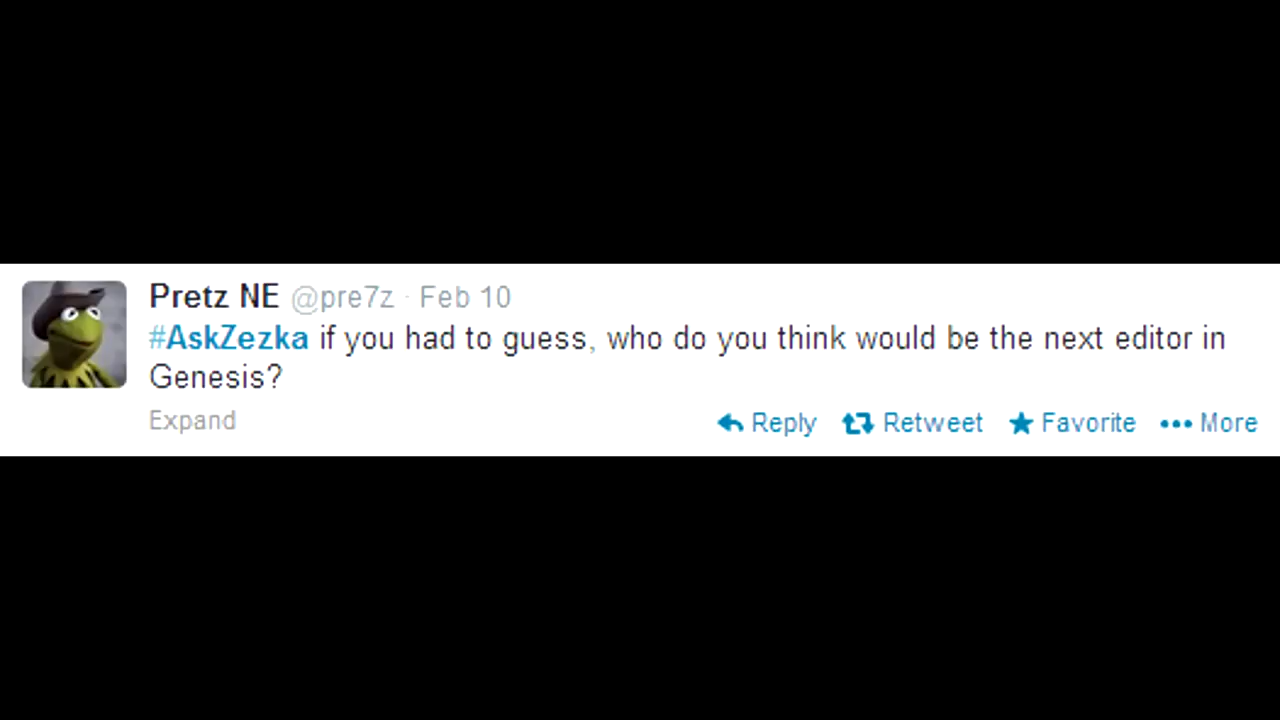 Pretz NE @pre7z · Feb 10
#AskZezka if you had to guess, who do you think would be the next editor in
Genesis?
Expand Reply Retweet Favorite More